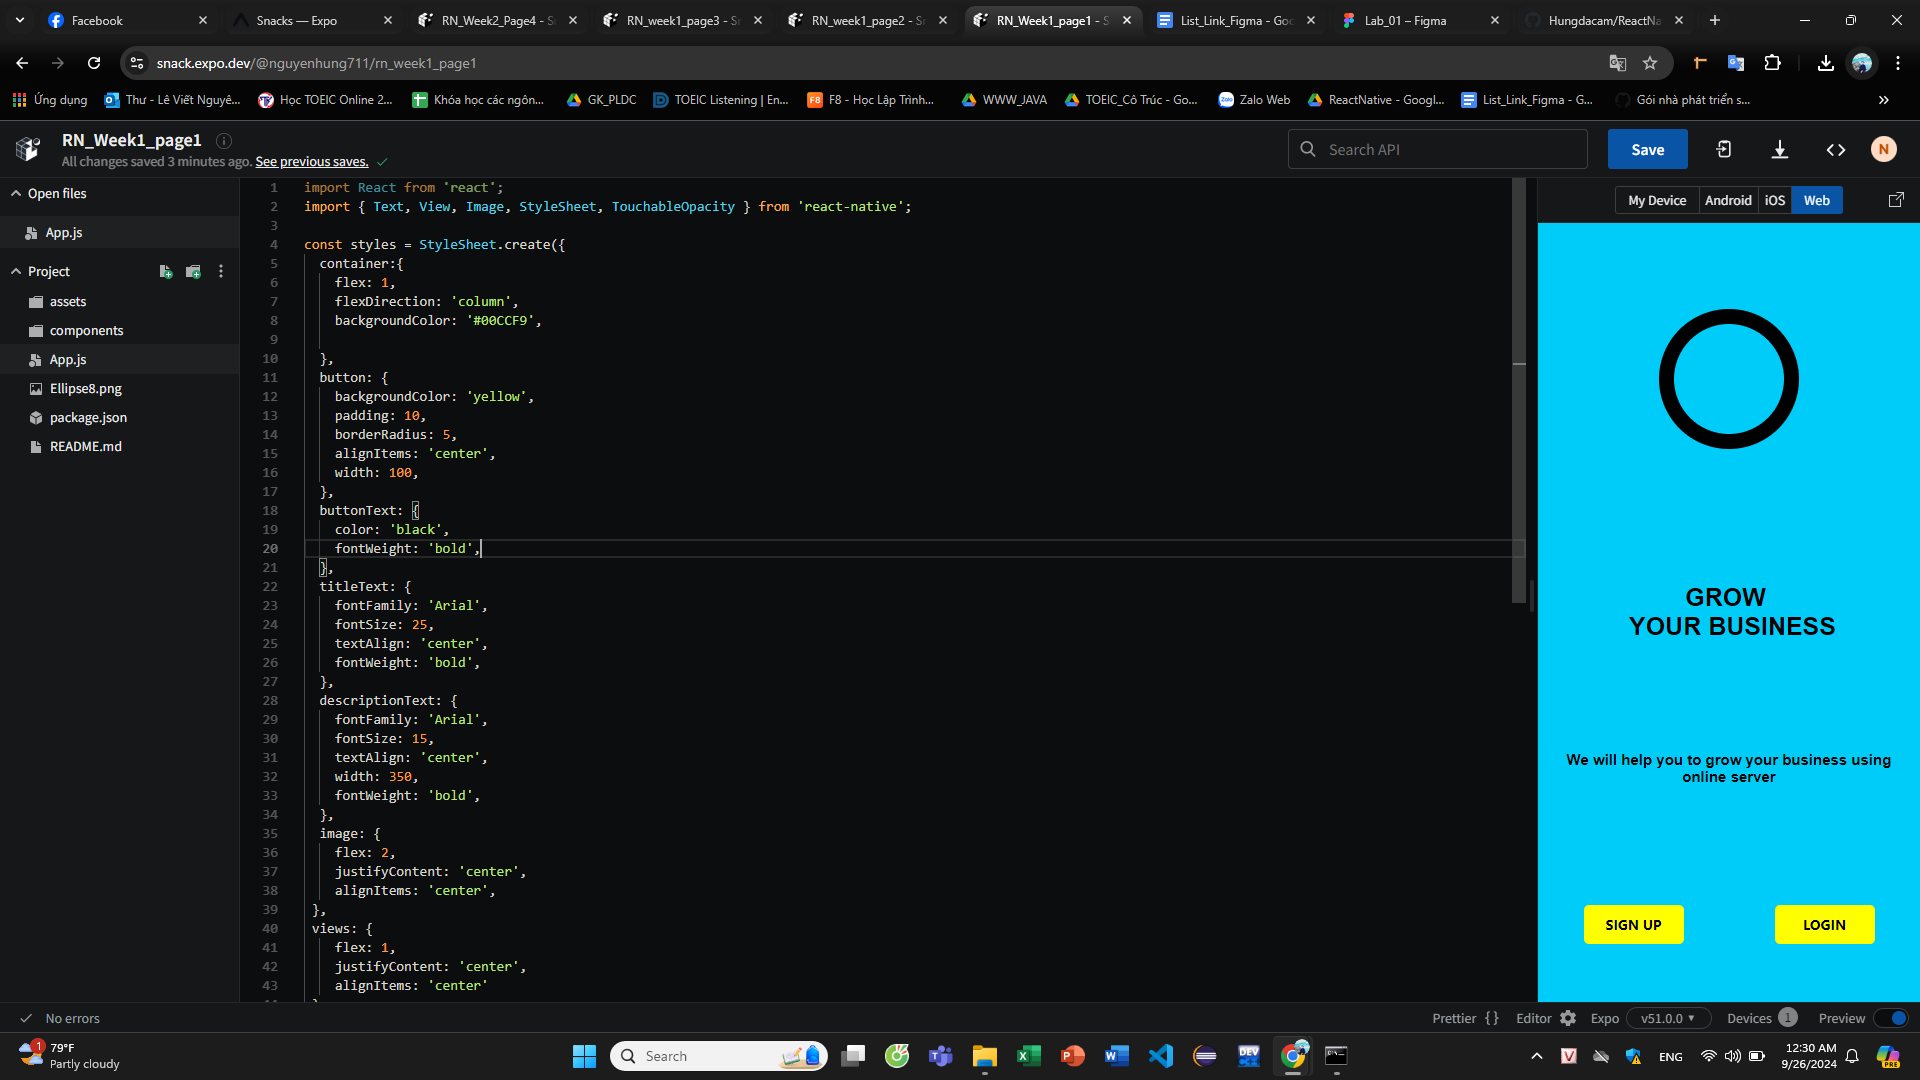 Facebook
Snacks — Expo
RN_Week2_Page4 - S
RN_week1_page3 - S
RN_week1_page2 - S
RN_Week1_page1 - S
List_Link_Figma - Goo
Lab_01 – Figma
Hungdacam/ReactNa
snack.expo.dev/@nguyenhung711/rn_week1_page1
Ứng dụng
Thư - Lê Viết Nguyê...
Học TOEIC Online 2...
Khóa học các ngôn...
GK_PLDC
TOEIC Listening | En...
F8 - Học Lập Trình...
WWW_JAVA
TOEIC_Cô Trúc - Go...
Zalo Web
ReactNative - Googl...
List_Link_Figma - G...
Gói nhà phát triển s...
RN_Week1_page1
All changes saved 3 minutes ago. See previous saves.
Search API
Save
N
Open files
App.js
Project
assets
components
App.js
Ellipse8.png
package.json
README.md
1 import React from 'react';
2 import { Text, View, Image, StyleSheet, TouchableOpacity } from 'react-native';
3
4 const styles = StyleSheet.create({
5 container:{
6 flex: 1,
7 flexDirection: 'column',
8 backgroundColor: '#00CCF9',
9
10 },
11 button: {
12 backgroundColor: 'yellow',
13 padding: 10,
14 borderRadius: 5,
15 alignItems: 'center',
16 width: 100,
17 },
18 buttonText: {
19 color: 'black',
20 fontWeight: 'bold',
21 },
22 titleText: {
23 fontFamily: 'Arial',
24 fontSize: 25,
25 textAlign: 'center',
26 fontWeight: 'bold',
27 },
28 descriptionText: {
29 fontFamily: 'Arial',
30 fontSize: 15,
31 textAlign: 'center',
32 width: 350,
33 fontWeight: 'bold',
34 },
35 image: {
36 flex: 2,
37 justifyContent: 'center',
38 alignItems: 'center',
39 },
40 views: {
41 flex: 1,
42 justifyContent: 'center',
43 alignItems: 'center'
My Device
Android
iOS
Web
GROW
YOUR BUSINESS
We will help you to grow your business using
online server
SIGN UP
LOGIN
No errors
Prettier {}
Editor
Expo
v51.0.0
Devices 1
Preview
1
79°F
Partly cloudy
Search
DEV
ENG
12:30 AM
9/26/2024
PRE